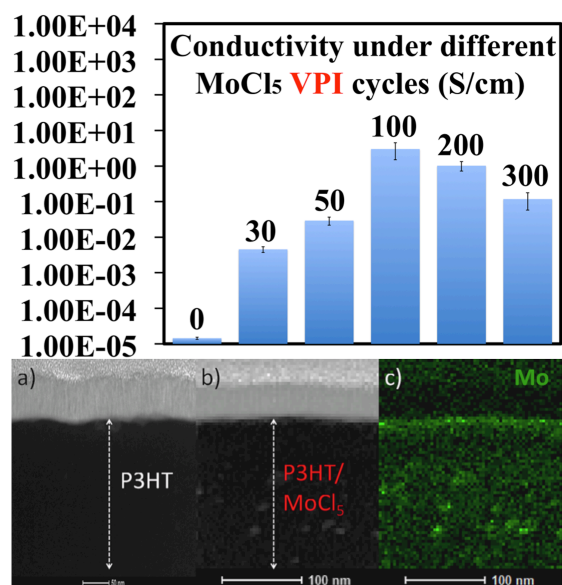 1.00E+04
1.00E+03
1.00E+02
1.00E+01
1.00E+00
1.00E-01
1.00E-02
1.00E-03
1.00E-04
1.00E-05
Conductivity under different
MoCl₅ VPI cycles (S/cm)
0
30
50
100
200
300
a)
P3HT
50 nm
b)
P3HT/
MoCl₅
100 nm
c)
Mo
100 nm